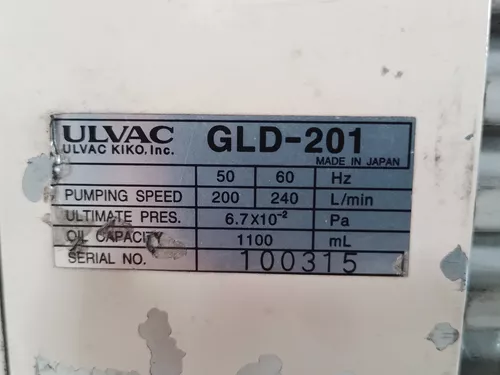 ULVAC GLD-201
ULVAC KIKO. Inc. MADE IN JAPAN
50 60 Hz
PUMPING SPEED 200 240 L/min
ULTIMATE PRES. 6.7X10⁻² Pa
OIL CAPACITY 1100 mL
SERIAL NO. 100315